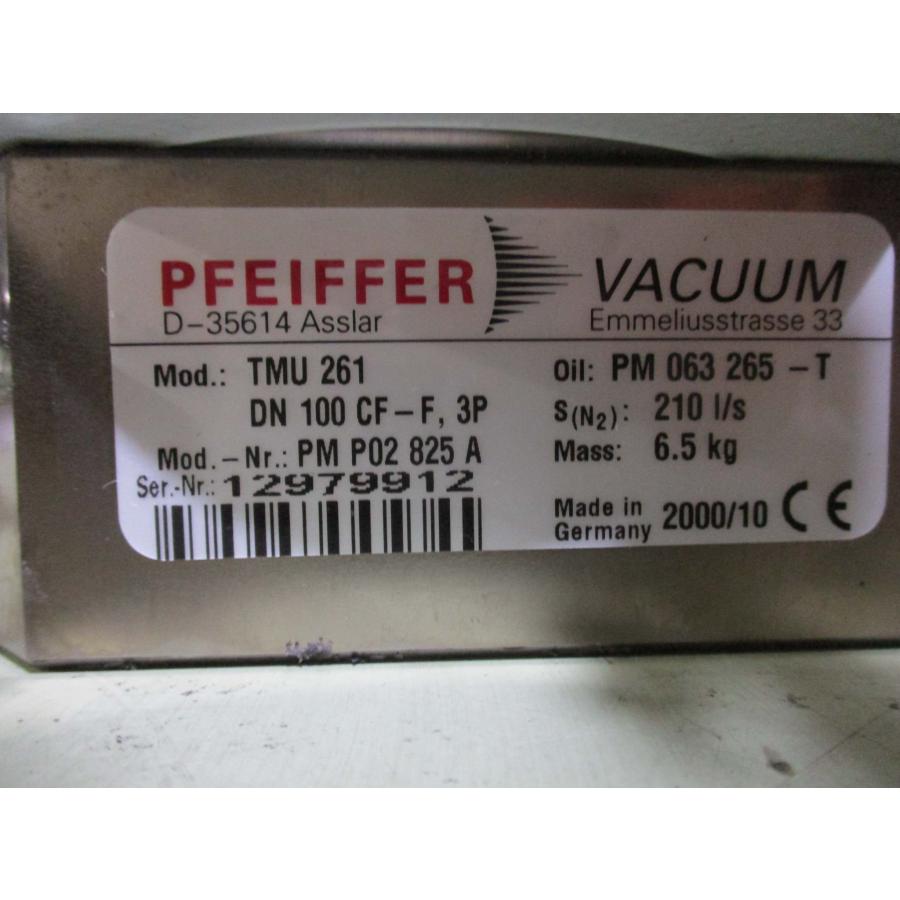 PFEIFFER VACUUM
D-35614 Asslar Emmeliusstrasse 33
Mod.: TMU 261
DN 100 CF-F, 3P
Mod.-Nr.: PM P02 825 A
Ser.-Nr.: 12979912
Oil: PM 063 265 -T
S(N2): 210 l/s
Mass: 6.5 kg
Made in
Germany 2000/10 CE